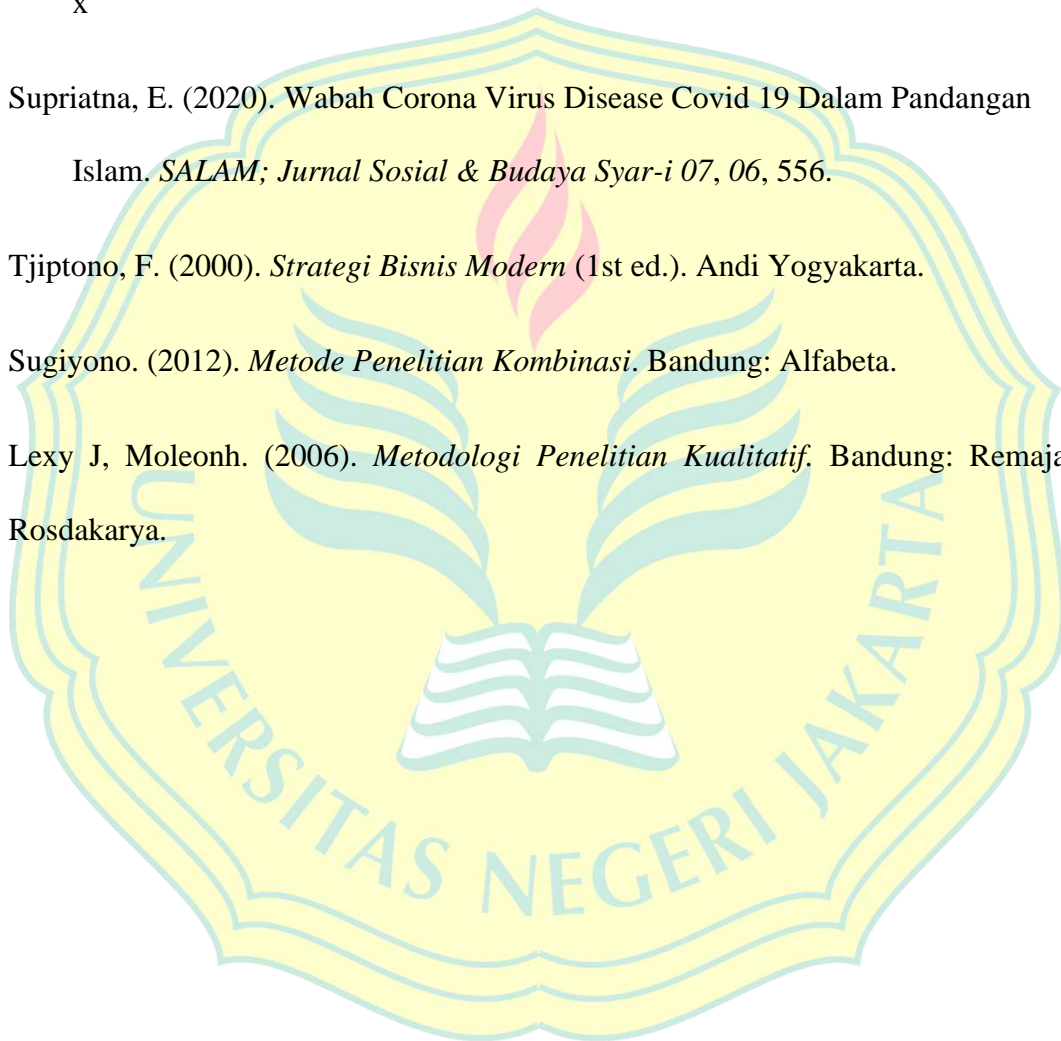 x
Supriatna, E. (2020). Wabah Corona Virus Disease Covid 19 Dalam Pandangan
Islam. SALAM; Jurnal Sosial & Budaya Syar-i 07, 06, 556.
Tjiptono, F. (2000). Strategi Bisnis Modern (1st ed.). Andi Yogyakarta.
Sugiyono. (2012). Metode Penelitian Kombinasi. Bandung: Alfabeta.
Lexy J, Moleonh. (2006). Metodologi Penelitian Kualitatif. Bandung: Remaja
Rosdakarya.
UNIVERSITAS NEGERI JAKARTA